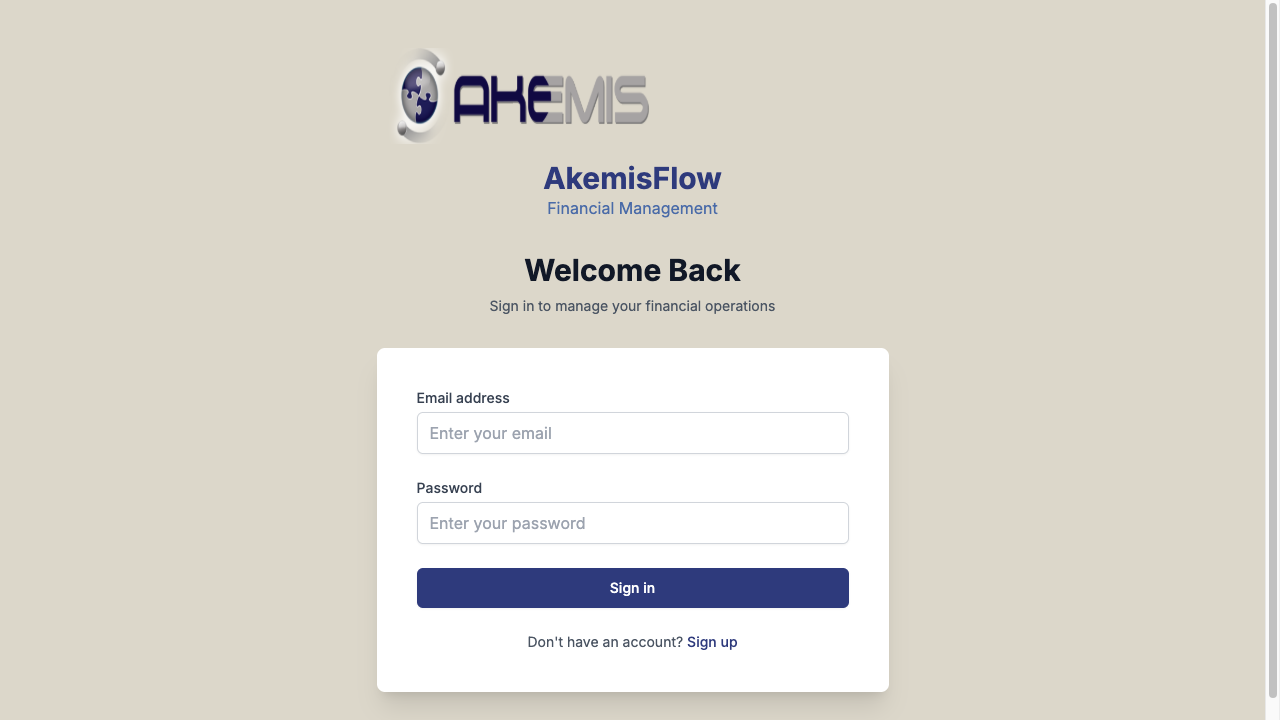 AKEMIS
AkemisFlow
Financial Management
Welcome Back
Sign in to manage your financial operations
Email address
Enter your email
Password
Enter your password
Sign in
Don't have an account? Sign up